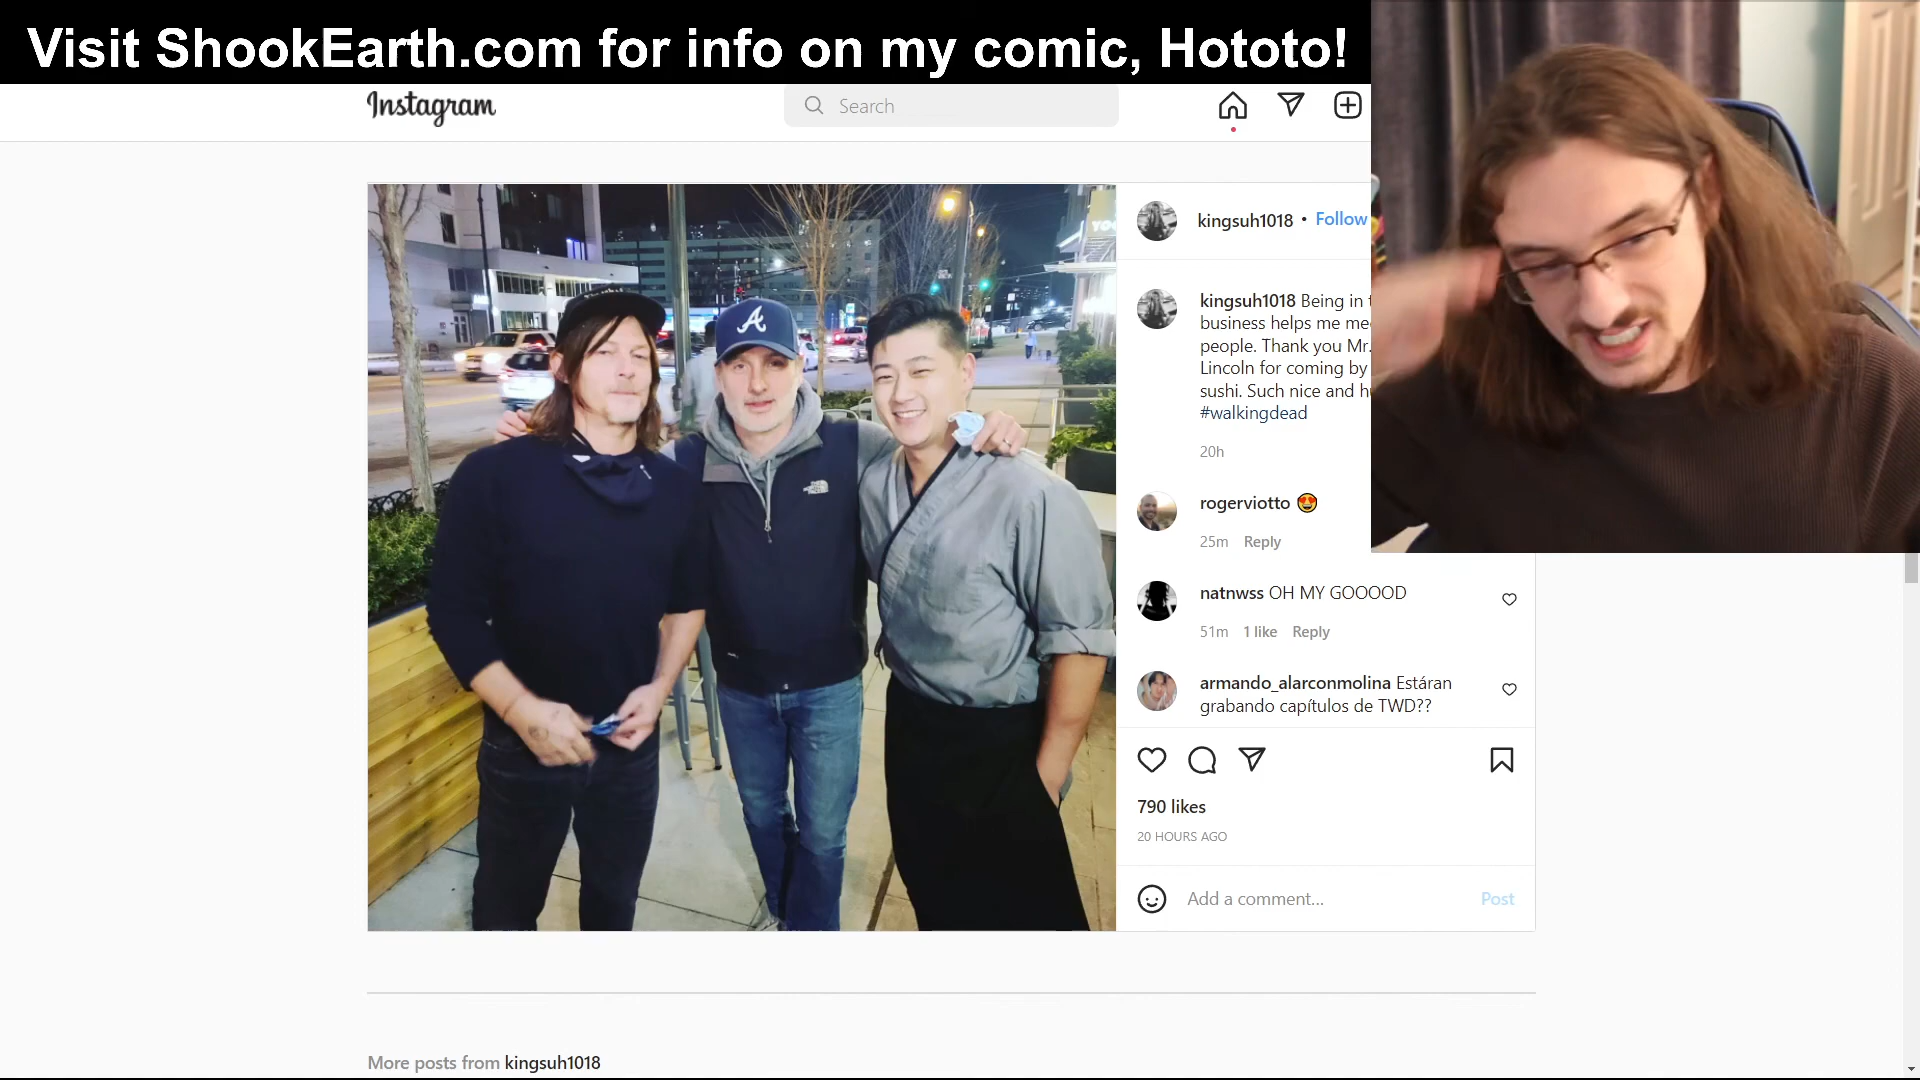 Visit ShookEarth.com for info on my comic, Hototo!
Instagram
Search
kingsuh1018 • Follow
kingsuh1018 Being in
business helps me
people. Thank you Mr.
Lincoln for coming by
sushi. Such nice and
#walkingdead
20h
rogerviotto 😍
25m Reply
natnwss OH MY GOOOOD
51m 1 like Reply
armando_alarconmolina Estáran
grabando capítulos de TWD??
790 likes
20 HOURS AGO
Add a comment... Post
More posts from kingsuh1018
A